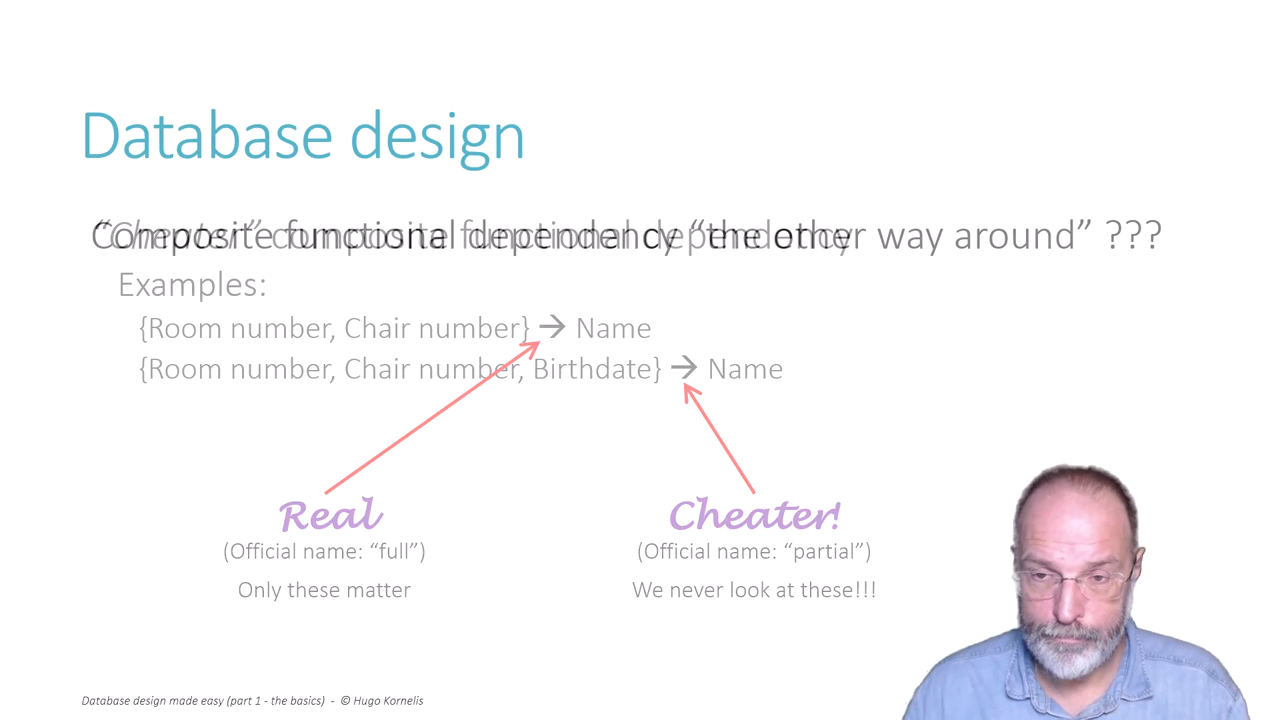 Database design
“Cheater” composite functional dependency
Composite functional dependency “the other way around” ???
Examples:
{Room number, Chair number} → Name
{Room number, Chair number, Birthdate} → Name
Real
Cheater!
(Official name: “full”)
(Official name: “partial”)
Only these matter
We never look at these!!!
Database design made easy (part 1 - the basics) - © Hugo Kornelis